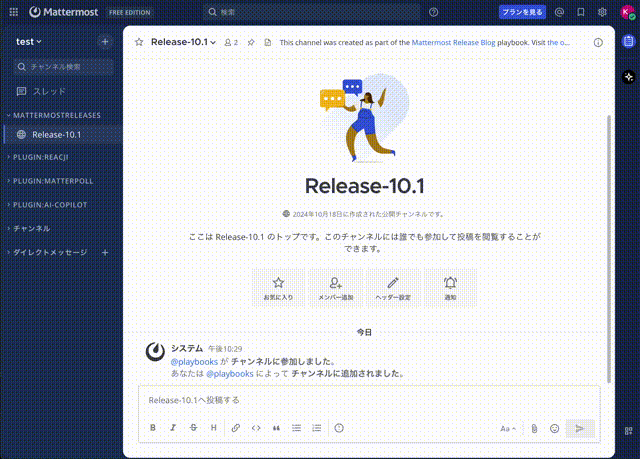 Mattermost FREE EDITION 検索 プランを見る K
test
チャンネル検索
スレッド
MATTERMOSTRELEASES
Release-10.1
PLUGIN:REACJI
PLUGIN:MATTERPOLL
PLUGIN:AI-COPILOT
チャンネル
ダイレクトメッセージ
Release-10.1 2 This channel was created as part of the Mattermost Release Blog playbook. Visit the o...
Release-10.1
2024年10月18日に作成された公開チャンネルです。
ここは Release-10.1 のトップです。このチャンネルには誰でも参加して投稿を閲覧することが
できます。
お気に入り メンバー追加 ヘッダー設定 通知
今日
システム 午後10:29
@playbooks が チャンネルに参加しました。
あなたは @playbooks によって チャンネルに追加されました。
Release-10.1へ投稿する
B I S H Aa